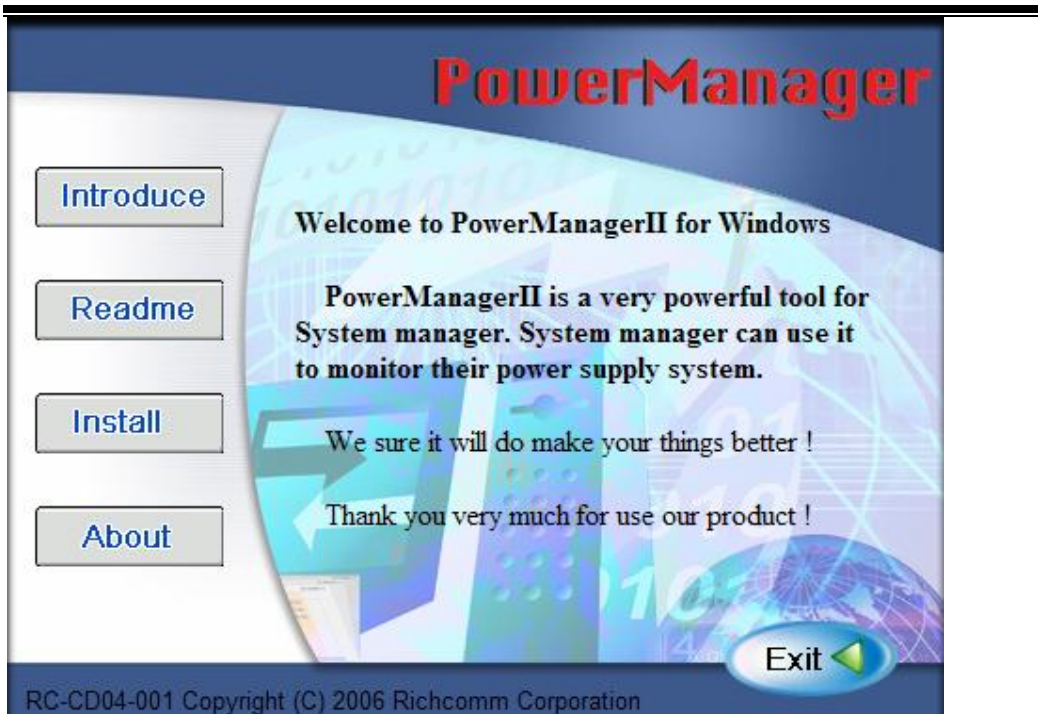 PowerManager
Introduce
Readme
Install
About
Welcome to PowerManagerII for Windows
PowerManagerII is a very powerful tool for
System manager. System manager can use it
to monitor their power supply system.
We sure it will do make your things better !
Thank you very much for use our product !
Exit
RC-CD04-001 Copyright (C) 2006 Richcomm Corporation